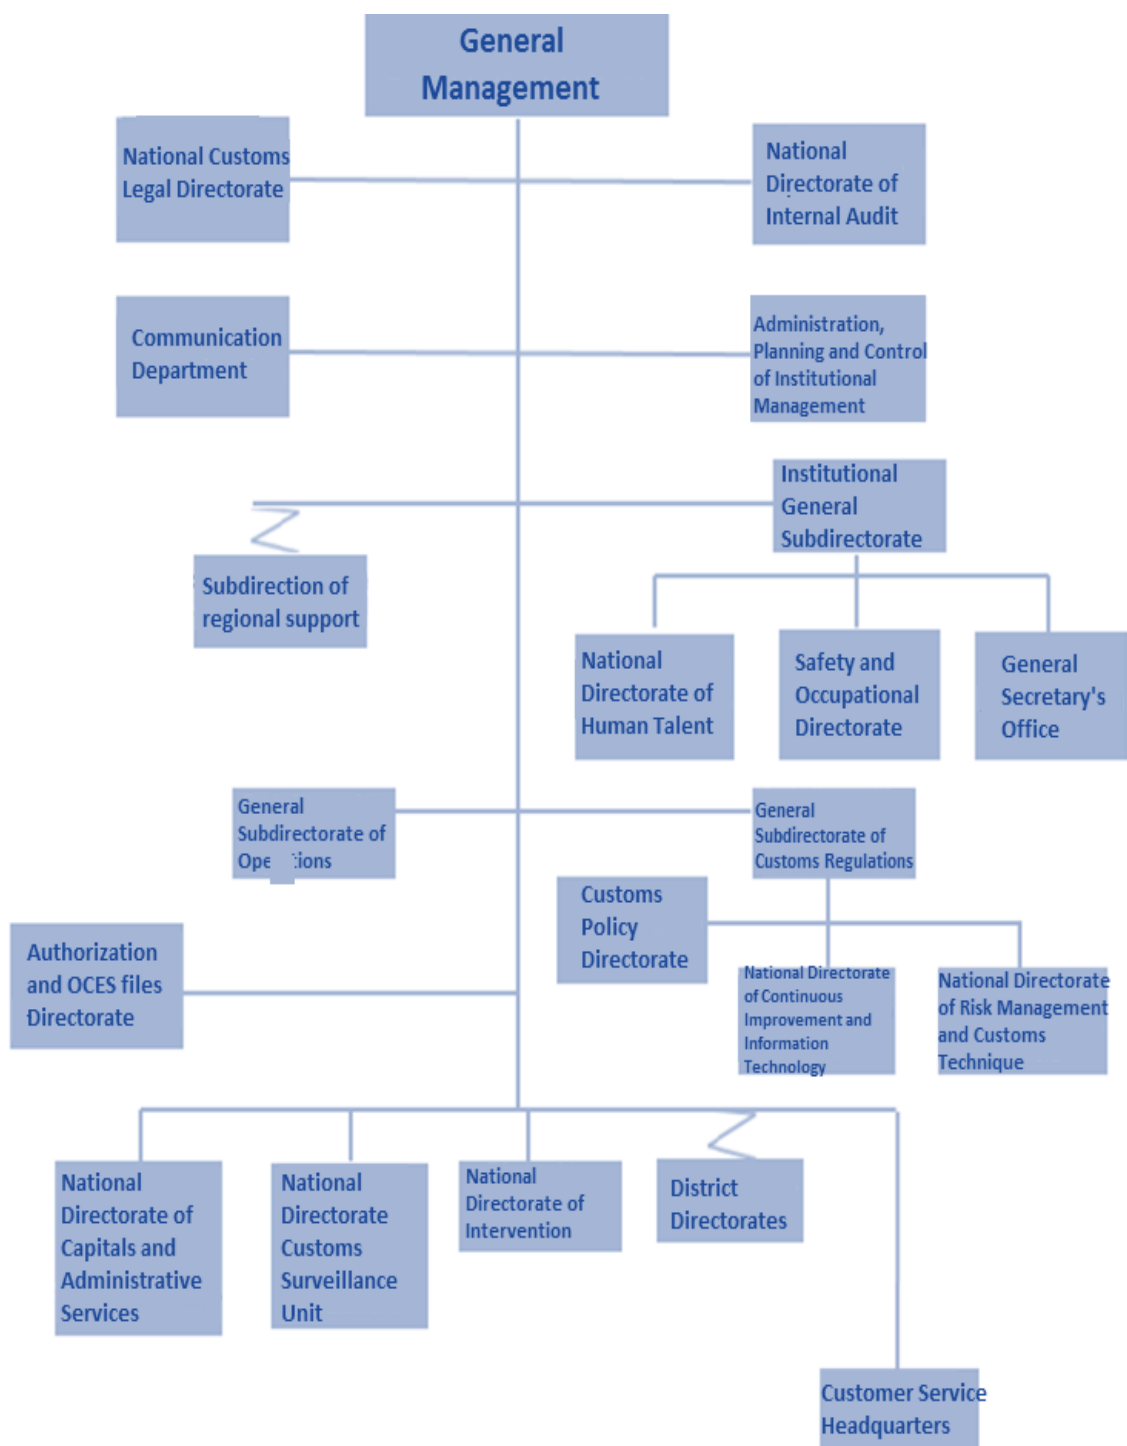 General
Management
National Customs
Legal Directorate
National
Directorate of
Internal Audit
Communication
Department
Administration,
Planning and Control
of Institutional
Management
Institutional
General
Subdirectorate
Subdirection of
regional support
National
Directorate of
Human Talent
Safety and
Occupational
Directorate
General
Secretary's
Office
General
Subdirectorate of
General
Subdirectorate of
Customs Regulations
Customs
Policy
Directorate
Authorization
and OCES files
Directorate
National Directorate
of Continuous
Improvement and
Information
Technology
National Directorate
of Risk Management
and Customs
Technique
National
Directorate of
Capitals and
Administrative
Services
National
Directorate
Customs
Surveillance
Unit
National
Directorate of
Intervention
District
Directorates
Customer Service
Headquarters